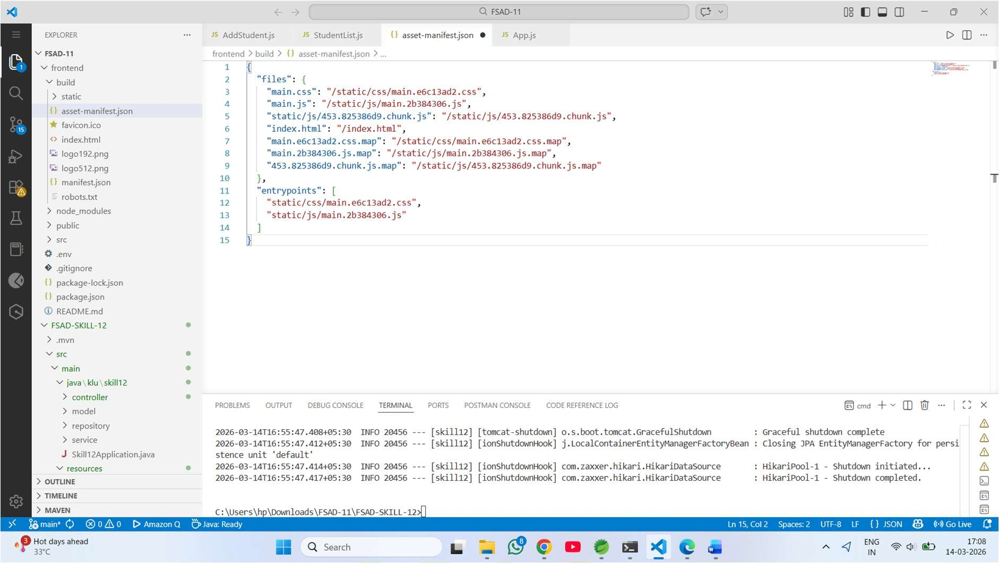 FSAD-11
EXPLORER
FSAD-11
frontend
build
static
asset-manifest.json
favicon.ico
index.html
logo192.png
logo512.png
manifest.json
robots.txt
node_modules
public
src
.env
.gitignore
package-lock.json
package.json
README.md
FSAD-SKILL-12
.mvn
src
main
java\klu\skill12
controller
model
repository
service
Skill12Application.java
resources
OUTLINE
TIMELINE
MAVEN
1
15
JS AddStudent.js
JS StudentList.js
{} asset-manifest.json
JS App.js
frontend > build > {} asset-manifest.json > ...
1 {
2 "files": {
3 "main.css": "/static/css/main.e6c13ad2.css",
4 "main.js": "/static/js/main.2b384306.js",
5 "static/js/453.825386d9.chunk.js": "/static/js/453.825386d9.chunk.js",
6 "index.html": "/index.html",
7 "main.e6c13ad2.css.map": "/static/css/main.e6c13ad2.css.map",
8 "main.2b384306.js.map": "/static/js/main.2b384306.js.map",
9 "453.825386d9.chunk.js.map": "/static/js/453.825386d9.chunk.js.map"
10 },
11 "entrypoints": [
12 "static/css/main.e6c13ad2.css",
13 "static/js/main.2b384306.js"
14 ]
15 }
PROBLEMS OUTPUT DEBUG CONSOLE TERMINAL PORTS POSTMAN CONSOLE CODE REFERENCE LOG
cmd
2026-03-14T16:55:47.408+05:30 INFO 20456 --- [skill12] [tomcat-shutdown] o.s.boot.tomcat.GracefulShutdown : Graceful shutdown complete
2026-03-14T16:55:47.412+05:30 INFO 20456 --- [skill12] [ionShutdownHook] j.LocalContainerEntityManagerFactoryBean : Closing JPA EntityManagerFactory for persi
stence unit 'default'
2026-03-14T16:55:47.414+05:30 INFO 20456 --- [skill12] [ionShutdownHook] com.zaxxer.hikari.HikariDataSource : HikariPool-1 - Shutdown initiated...
2026-03-14T16:55:47.417+05:30 INFO 20456 --- [skill12] [ionShutdownHook] com.zaxxer.hikari.HikariDataSource : HikariPool-1 - Shutdown completed.
C:\Users\hp\Downloads\FSAD-11\FSAD-SKILL-12>
main* 0 0 Amazon Q Java: Ready
Ln 15, Col 2 Spaces: 2 UTF-8 LF {} JSON Go Live
3
Hot days ahead
33°C
Search
8
ENG
IN
17:08
14-03-2026